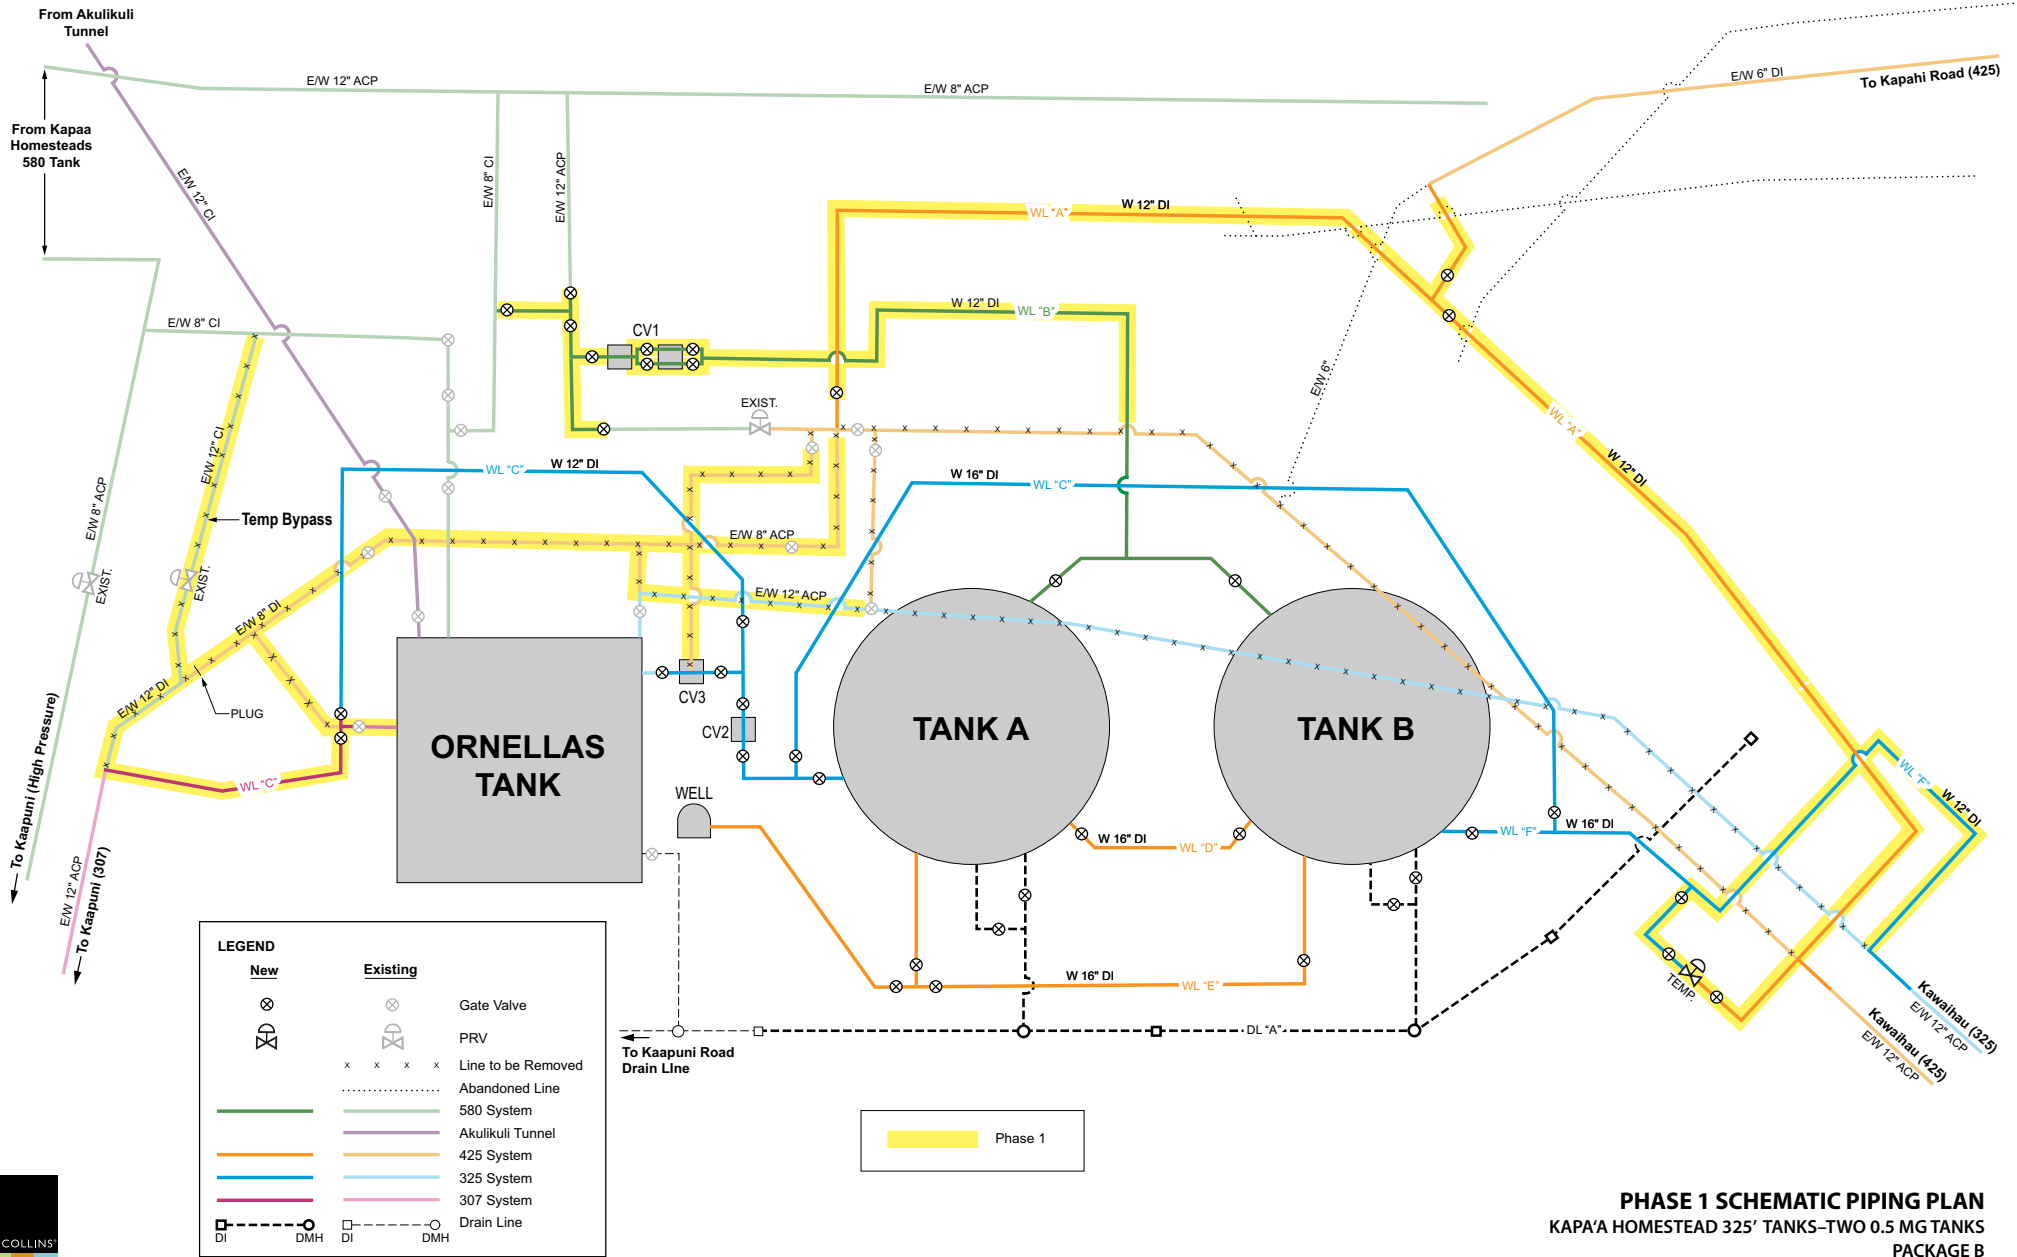 From Akulikuli
Tunnel
E/W 12" ACP
E/W 8" ACP
E/W 6" DI
To Kapahi Road (425)
From Kapaa
Homesteads
580 Tank
E/W 12" CI
E/W 8" CI
E/W 12" ACP
WL "A"
W 12" DI
E/W 8" CI
W 12" DI
WL "B"
CV1
E/W 6"
EXIST.
WL "A"
W 12" DI
E/W 12" CI
E/W 8" ACP
WL "C"
W 12" DI
W 16" DI
WL "C"
Temp Bypass
E/W 8" ACP
EXIST.
EXIST.
E/W 12" ACP
E/W 8" DI
E/W 12" DI
PLUG
CV3
CV2
ORNELLAS
TANK
TANK A
TANK B
WL "C"
WELL
To Kaapuni (High Pressure)
E/W 12" ACP
To Kaapuni (307)
W 16" DI
WL "D"
WL "F"
W 16" DI
WL "F"
W 12" DI
W 16" DI
WL "E"
TEMP.
Kawaihau (325)
E/W 12" ACP
Kawaihau (425)
E/W 12" ACP
DL "A"
To Kaapuni Road
Drain LIne
LEGEND
New
Existing
Gate Valve
PRV
x x x x Line to be Removed
Abandoned Line
580 System
Akulikuli Tunnel
425 System
325 System
307 System
Drain Line
DI DMH DI DMH
Phase 1
COLLINS
PHASE 1 SCHEMATIC PIPING PLAN
KAPA'A HOMESTEAD 325' TANKS–TWO 0.5 MG TANKS
PACKAGE B